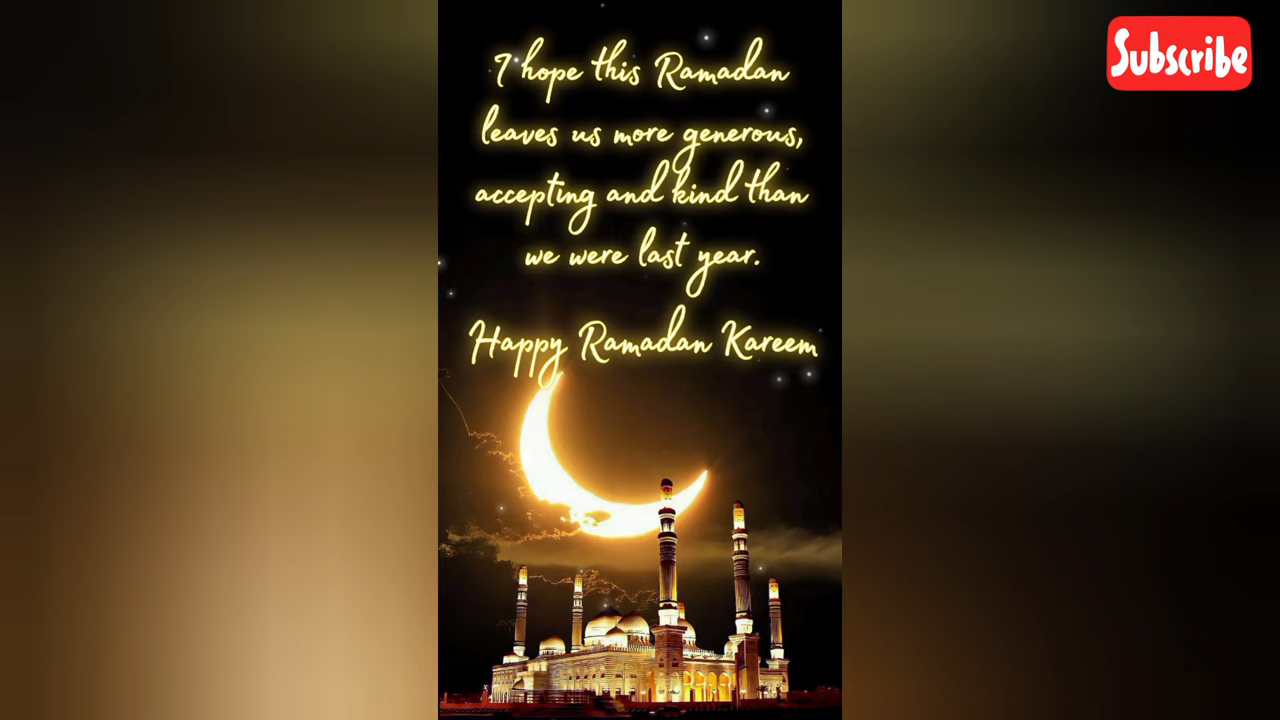 I hope this Ramadan
leaves us more generous,
accepting and kind than
we were last year.
Happy Ramadan Kareem
Subscribe